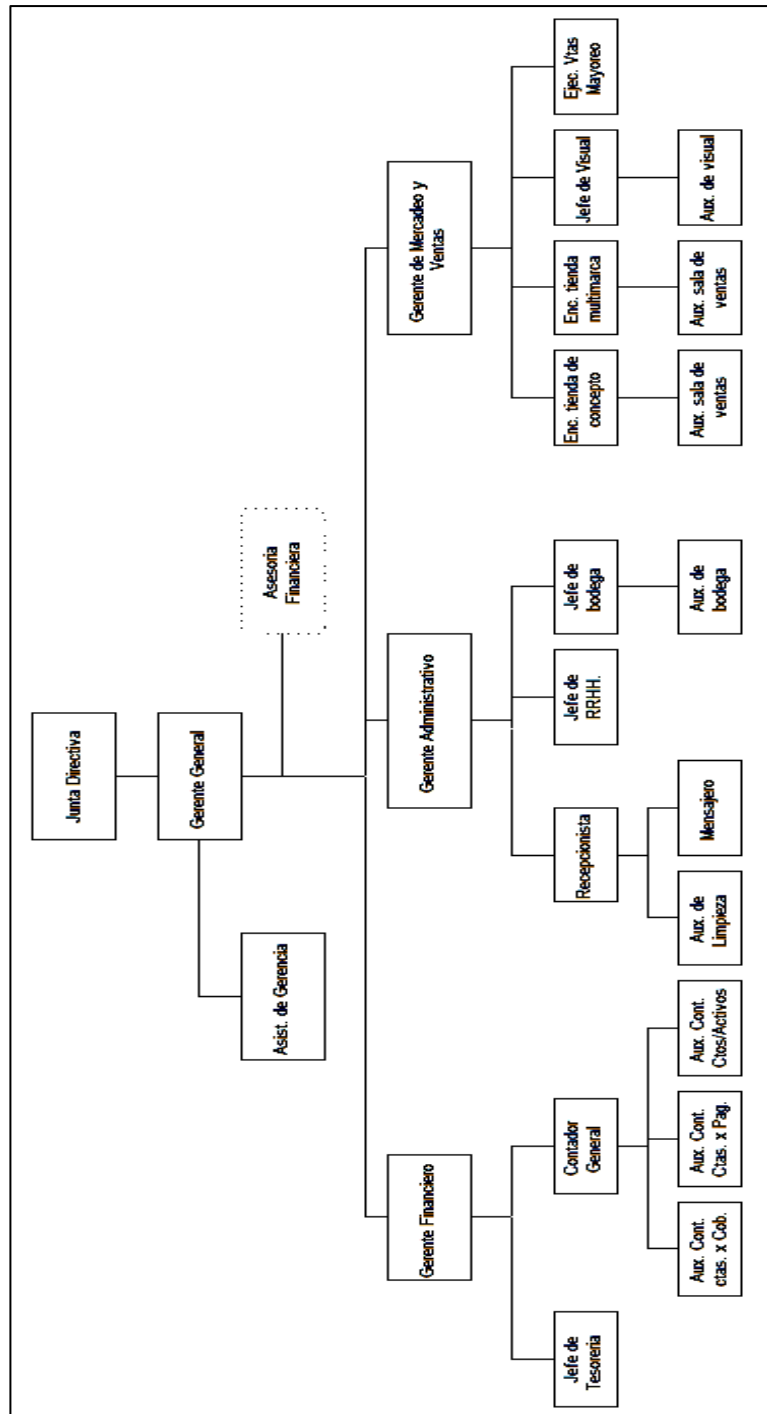 Junta Directiva
Gerente General
Asist. de Gerencia
Asesoria
Financiera
Gerente Financiero
Gerente Administrativo
Gerente de Mercadeo y
Ventas
Jefe de
Tesoreria
Contador
General
Recepcionista
Jefe de
RRHH.
Jefe de
bodega
Enc. tienda de
concepto
Enc. tienda
multimarca
Jefe de Visual
Ejec. Vtas
Mayoreo
Aux. Cont.
ctas. x Cob.
Aux. Cont.
Ctas. x Pag.
Aux. Cont.
Ctos/Activos
Aux. de
Limpieza
Mensajero
Aux. de
bodega
Aux. sala de
ventas
Aux. sala de
ventas
Aux. de visual